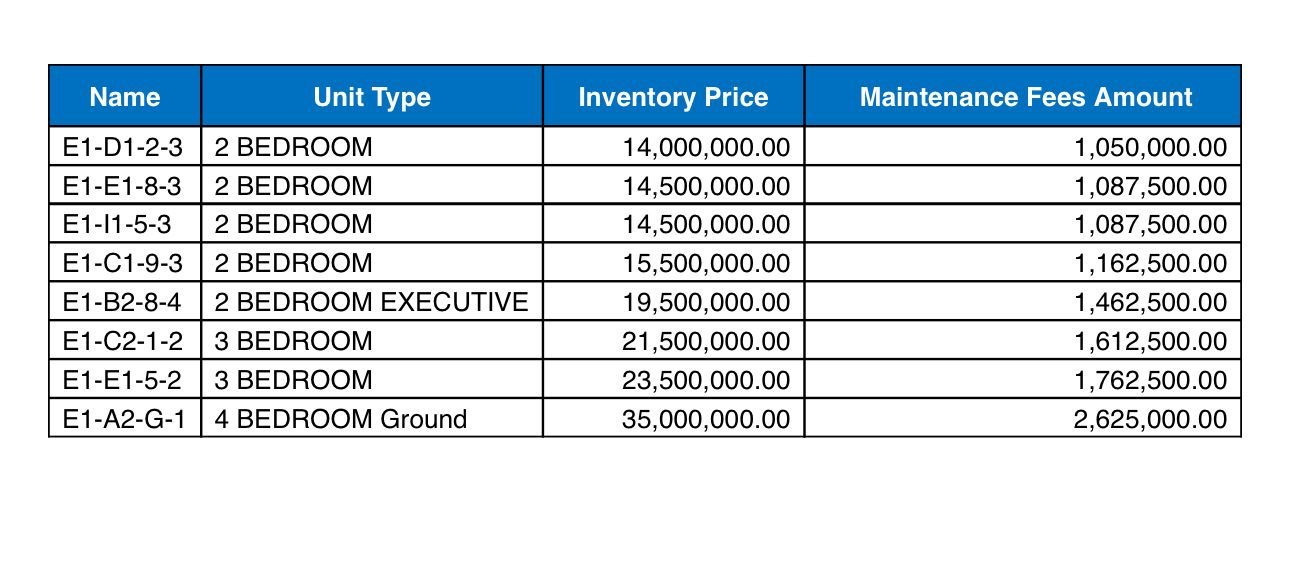 Name Unit Type Inventory Price Maintenance Fees Amount
E1-D1-2-3 2 BEDROOM 14,000,000.00 1,050,000.00
E1-E1-8-3 2 BEDROOM 14,500,000.00 1,087,500.00
E1-I1-5-3 2 BEDROOM 14,500,000.00 1,087,500.00
E1-C1-9-3 2 BEDROOM 15,500,000.00 1,162,500.00
E1-B2-8-4 2 BEDROOM EXECUTIVE 19,500,000.00 1,462,500.00
E1-C2-1-2 3 BEDROOM 21,500,000.00 1,612,500.00
E1-E1-5-2 3 BEDROOM 23,500,000.00 1,762,500.00
E1-A2-G-1 4 BEDROOM Ground 35,000,000.00 2,625,000.00